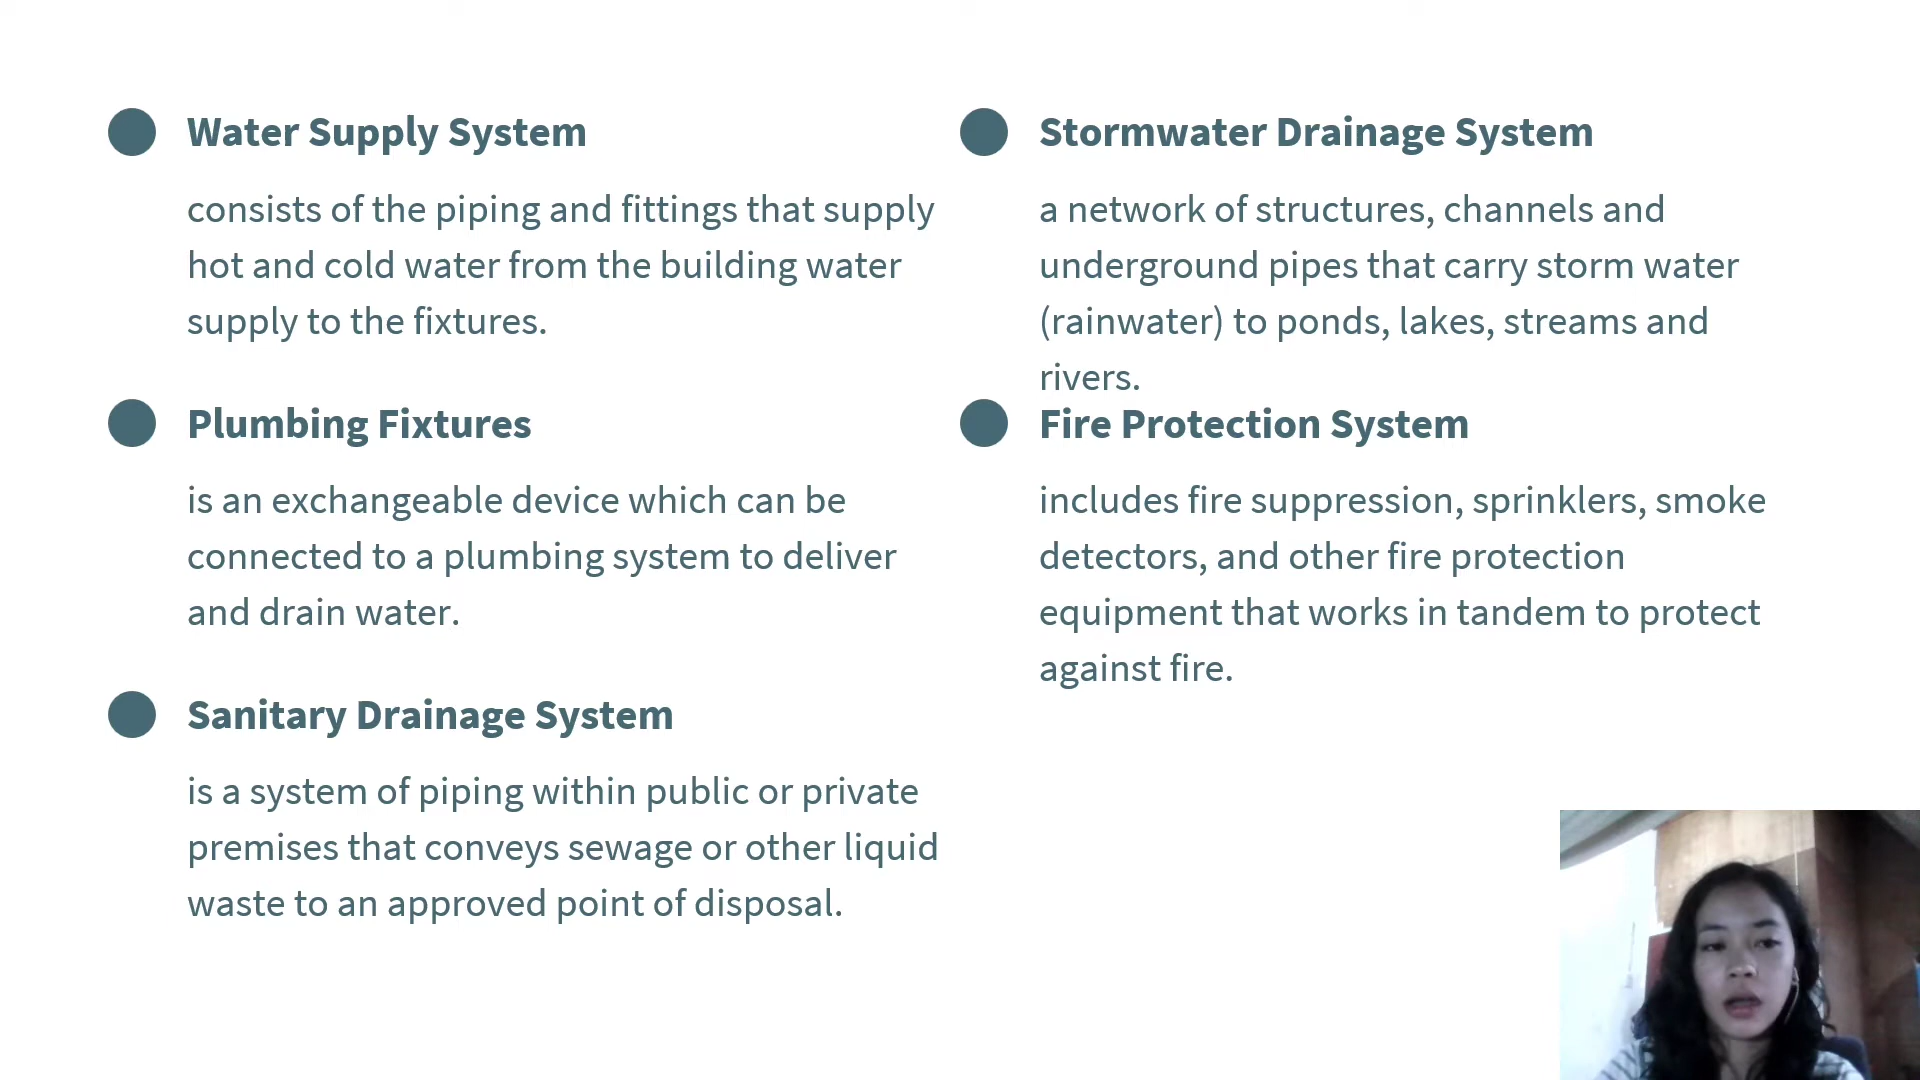 Water Supply System
consists of the piping and fittings that supply
hot and cold water from the building water
supply to the fixtures.
Plumbing Fixtures
is an exchangeable device which can be
connected to a plumbing system to deliver
and drain water.
Sanitary Drainage System
is a system of piping within public or private
premises that conveys sewage or other liquid
waste to an approved point of disposal.
Stormwater Drainage System
a network of structures, channels and
underground pipes that carry storm water
(rainwater) to ponds, lakes, streams and
rivers.
Fire Protection System
includes fire suppression, sprinklers, smoke
detectors, and other fire protection
equipment that works in tandem to protect
against fire.